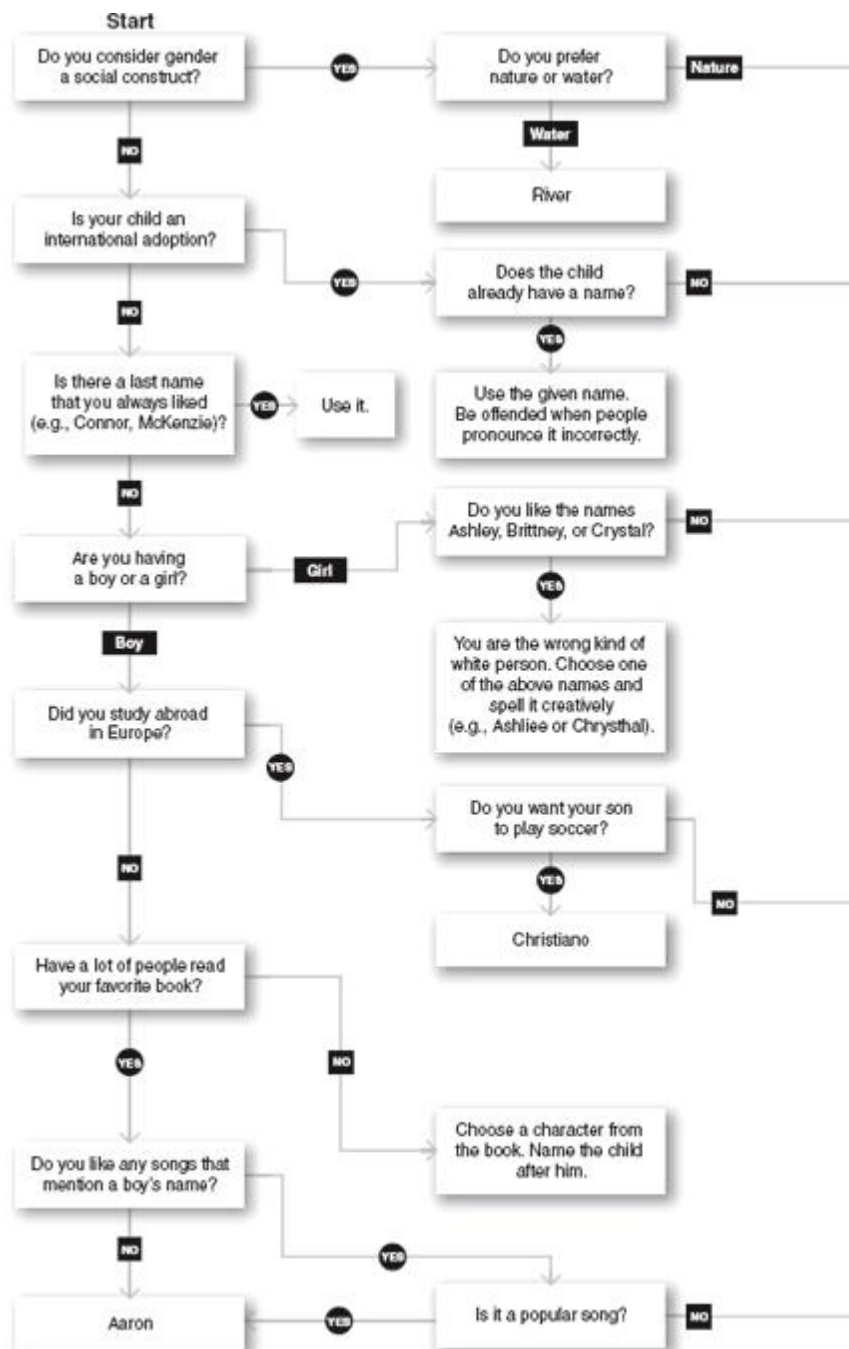 Start
Do you consider gender
a social construct?
YES
Do you prefer
nature or water?
Nature
NO
Water
River
Is your child an
international adoption?
YES
Does the child
already have a name?
NO
NO
YES
Is there a last name
that you always liked
(e.g., Connor, McKenzie)?
YES
Use it.
Use the given name.
Be offended when people
pronounce it incorrectly.
NO
Do you like the names
Ashley, Brittney, or Crystal?
NO
Are you having
a boy or a girl?
Girl
YES
Boy
You are the wrong kind of
white person. Choose one
of the above names and
spell it creatively
(e.g., Ashliee or Chrysthal).
Did you study abroad
in Europe?
YES
Do you want your son
to play soccer?
NO
YES
NO
Christiano
Have a lot of people read
your favorite book?
YES
NO
Choose a character from
the book. Name the child
after him.
Do you like any songs that
mention a boy's name?
NO
YES
Aaron
YES
Is it a popular song?
NO